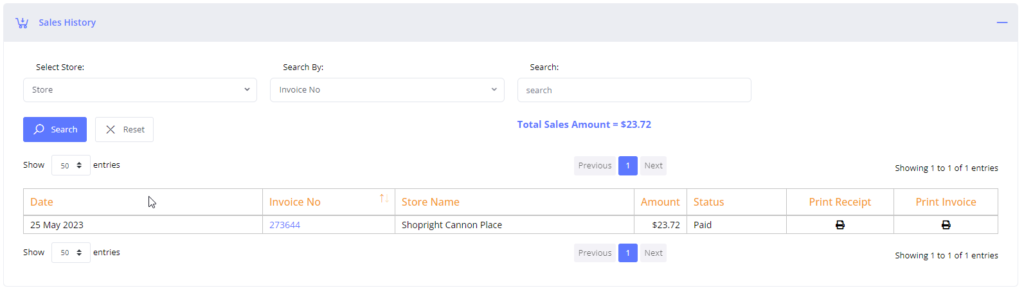 Sales History
Select Store: Search By: Search:
Store Invoice No search
Search Reset Total Sales Amount = $23.72
Show 50 entries Previous 1 Next Showing 1 to 1 of 1 entries
Date Invoice No Store Name Amount Status Print Receipt Print Invoice
25 May 2023 273644 Shopright Cannon Place $23.72 Paid
Show 50 entries Previous 1 Next Showing 1 to 1 of 1 entries